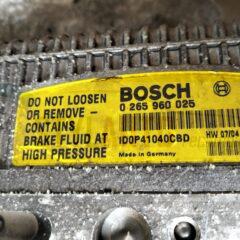 DO NOT LOOSEN
OR REMOVE -
CONTAINS
BRAKE FLUID AT
HIGH PRESSURE
BOSCH
0 265 960 025
1D0P41040CBD
HW 07/04
Made in Germany